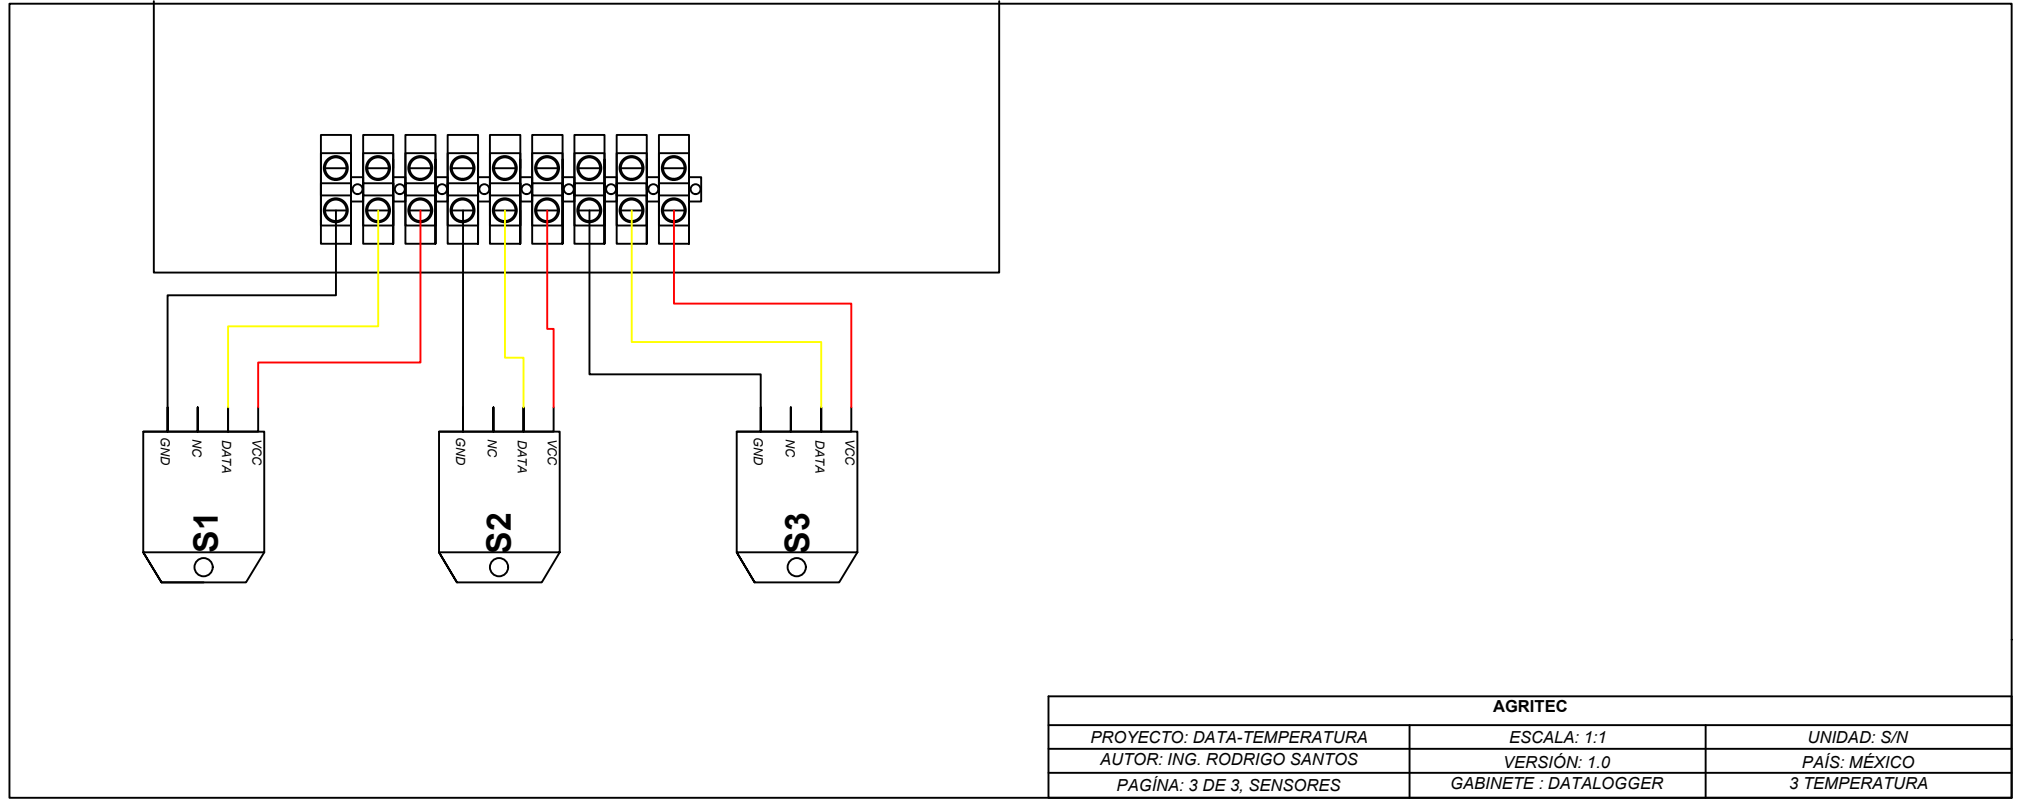 GND NC DATA VCC
S1
GND NC DATA VCC
S2
GND NC DATA VCC
S3
AGRITEC
PROYECTO: DATA-TEMPERATURA ESCALA: 1:1 UNIDAD: S/N
AUTOR: ING. RODRIGO SANTOS VERSIÓN: 1.0 PAÍS: MÉXICO
PAGÍNA: 3 DE 3, SENSORES GABINETE : DATALOGGER 3 TEMPERATURA